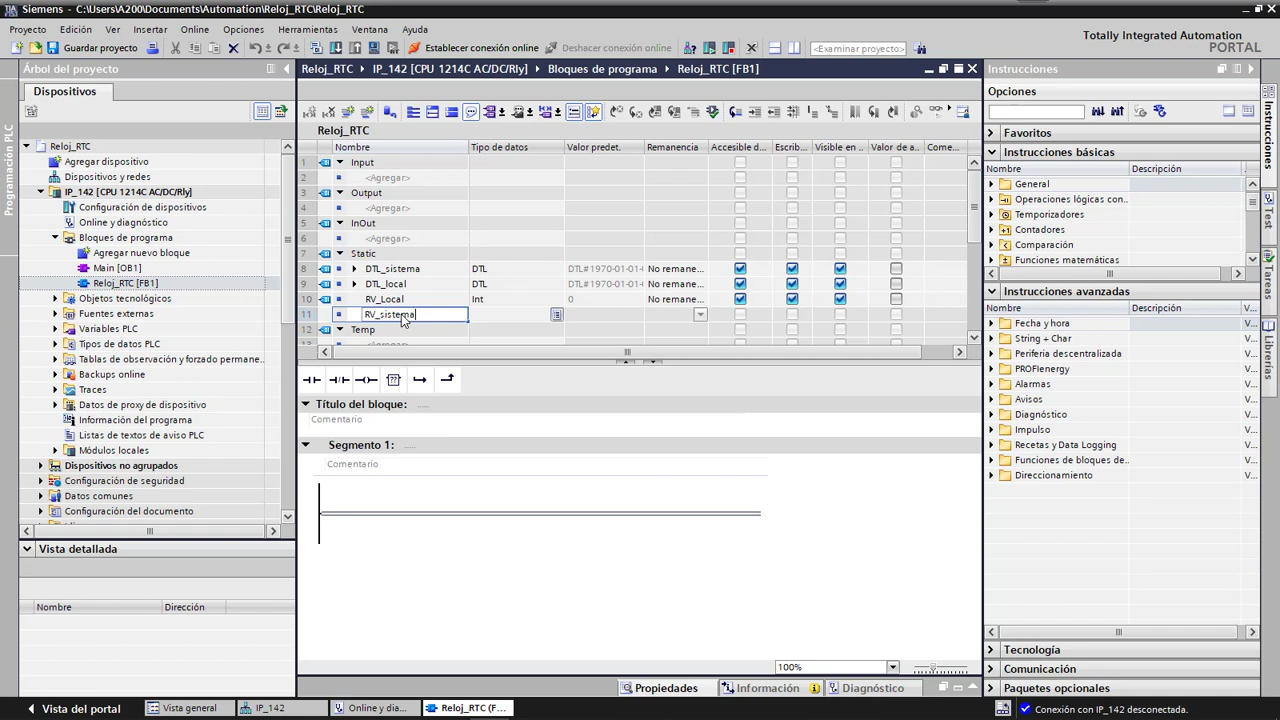 Siemens - C:\Users\A200\Documents\Automation\Reloj_RTC\Reloj_RTC
Proyecto Edición Ver Insertar Online Opciones Herramientas Ventana Ayuda
Totally Integrated Automation
PORTAL
Guardar proyecto Establecer conexión online Deshacer conexión online <Examinar proyecto>
Árbol del proyecto
Dispositivos
Programación PLC
Reloj_RTC
Agregar dispositivo
Dispositivos y redes
IP_142 [CPU 1214C AC/DC/Rly]
Configuración de dispositivos
Online y diagnóstico
Bloques de programa
Agregar nuevo bloque
Main [OB1]
Reloj_RTC [FB1]
Objetos tecnológicos
Fuentes externas
Variables PLC
Tipos de datos PLC
Tablas de observación y forzado permane...
Backups online
Traces
Datos de proxy de dispositivo
Información del programa
Listas de textos de aviso PLC
Módulos locales
Dispositivos no agrupados
Configuración de seguridad
Datos comunes
Configuración del documento
Vista detallada
Nombre Dirección
Reloj_RTC IP_142 [CPU 1214C AC/DC/Rly] Bloques de programa Reloj_RTC [FB1]
Reloj_RTC
Nombre Tipo de datos Valor predet. Remanencia Accesible d... Escrib... Visible en .. Valor de a.. Come...
1 Input
2 <Agregar>
3 Output
4 <Agregar>
5 InOut
6 <Agregar>
7 Static
8 DTL_sistema DTL DTL#1970-01-01- No remane...
9 DTL_local DTL DTL#1970-01-01- No remane...
10 RV_Local Int 0 No remane...
11 RV_sistema
12 Temp
Título del bloque: .....
Comentario
Segmento 1: .....
Comentario
100%
Propiedades Información Diagnóstico
Instrucciones
Opciones
Favoritos
Instrucciones básicas
Nombre Descripción V...
General
Operaciones lógicas con...
Temporizadores
Contadores
Comparación
Funciones matemáticas
Instrucciones avanzadas
Nombre Descripción V...
Fecha y hora V...
String + Char V...
Periferia descentralizada V...
PROFIenergy V...
Alarmas V...
Avisos V...
Diagnóstico V...
Impulso V...
Recetas y Data Logging V...
Funciones de bloques de.. V...
Direccionamiento V...
Tecnología
Comunicación
Paquetes opcionales
Instrucciones
Test
Tareas
Librerías
Vista del portal Vista general IP_142 Online y dia... Reloj_RTC (F... Conexión con IP_142 desconectada.